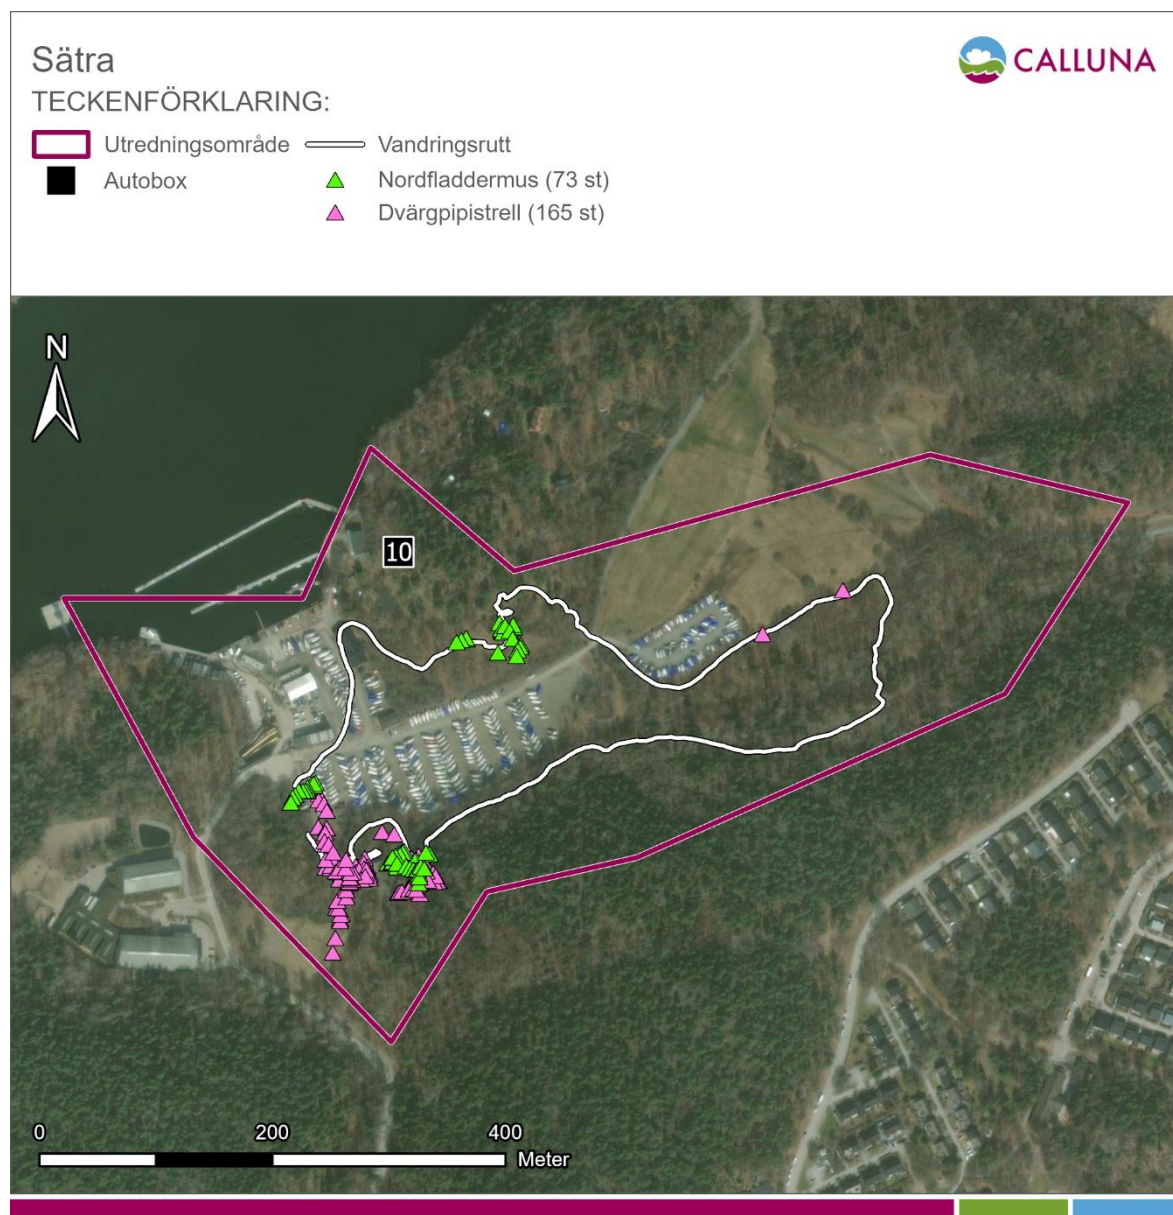 Sätra
CALLUNA
TECKENFÖRKLARING:
Utredningsområde
Vandringsrutt
Autobox
Nordfladdermus (73 st)
Dvärgpipistrell (165 st)
N
10
0 200 400
Meter